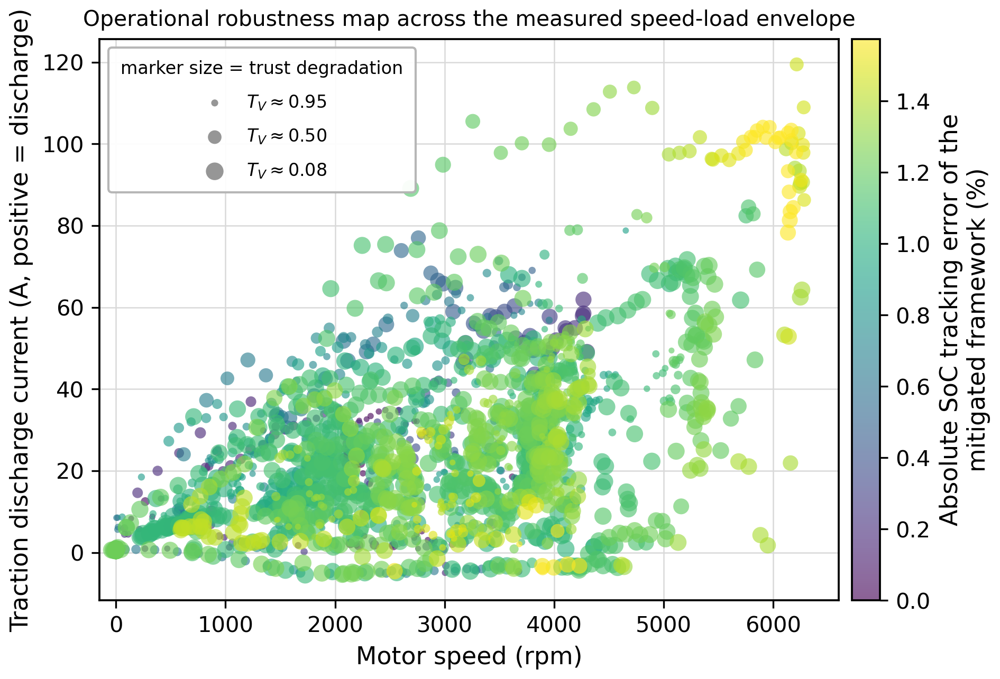 Operational robustness map across the measured speed-load envelope
Traction discharge current (A, positive = discharge)
120
100
80
60
40
20
0
marker size = trust degradation
T_V ≈ 0.95
T_V ≈ 0.50
T_V ≈ 0.08
0
1000
2000
3000
4000
5000
6000
Motor speed (rpm)
1.4
1.2
1.0
0.8
0.6
0.4
0.2
0.0
Absolute SoC tracking error of the
mitigated framework (%)